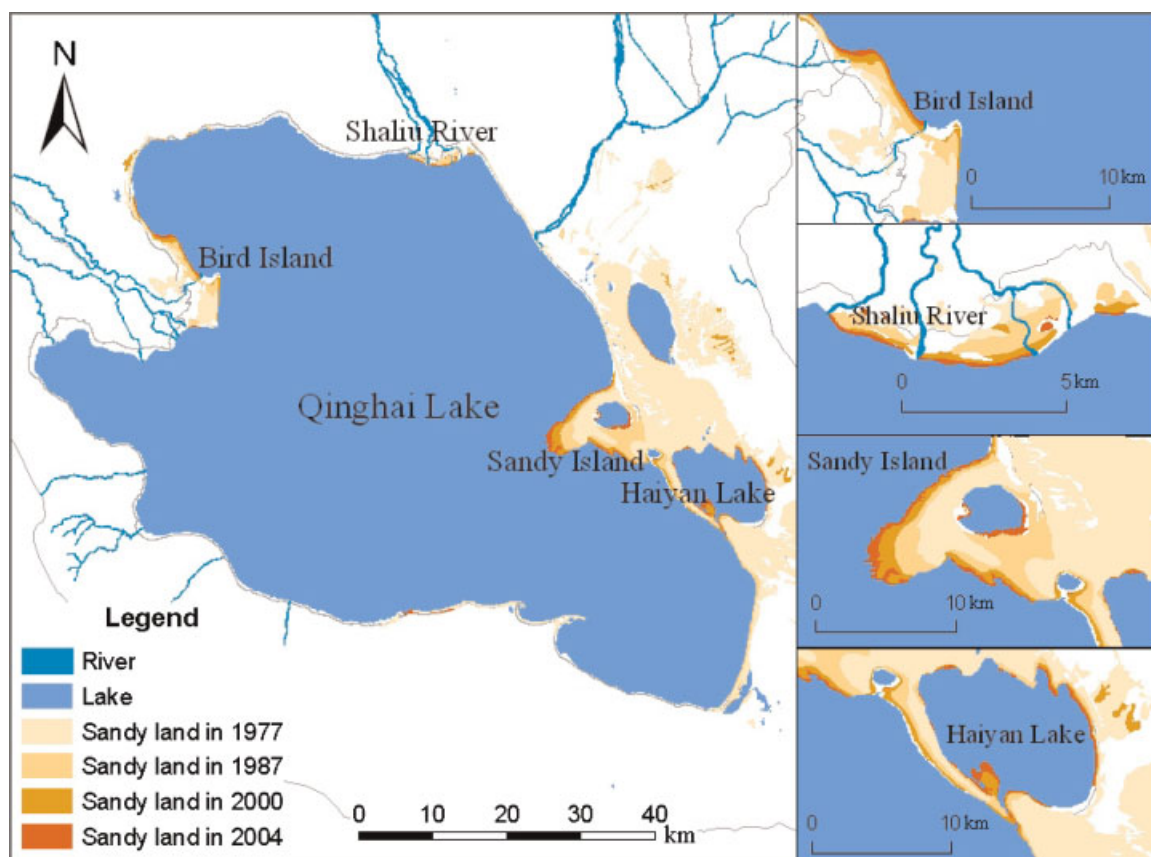 N
Shaliu River
Bird Island
Qinghai Lake
Sandy Island
Haiyan Lake
Legend
River
Lake
Sandy land in 1977
Sandy land in 1987
Sandy land in 2000
Sandy land in 2004
0 10 20 30 40
km
Bird Island
0 10 km
Shaliu River
0 5 km
Sandy Island
0 10 km
Haiyan Lake
0 10 km